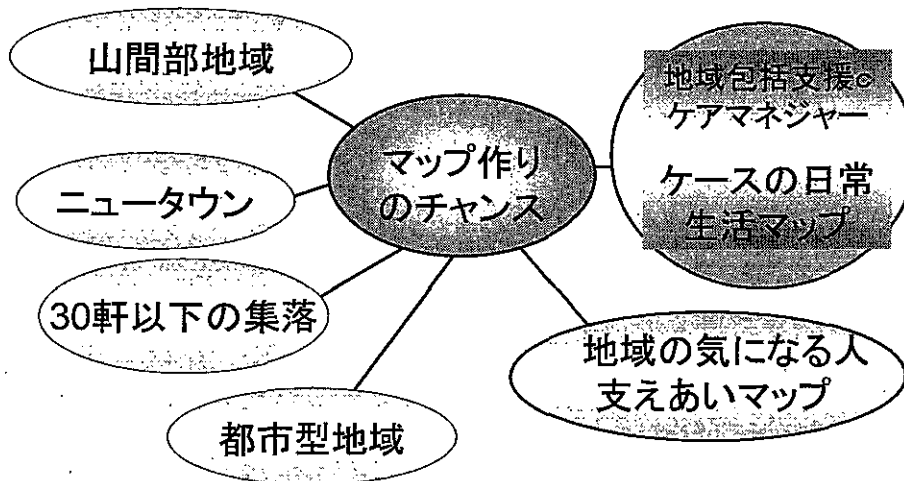 山間部地域
ニュータウン
30軒以下の集落
都市型地域
マップ作り
のチャンス
地域包括支援c
ケアマネジャー
ケースの日常
生活マップ
地域の気になる人
支えあいマップ